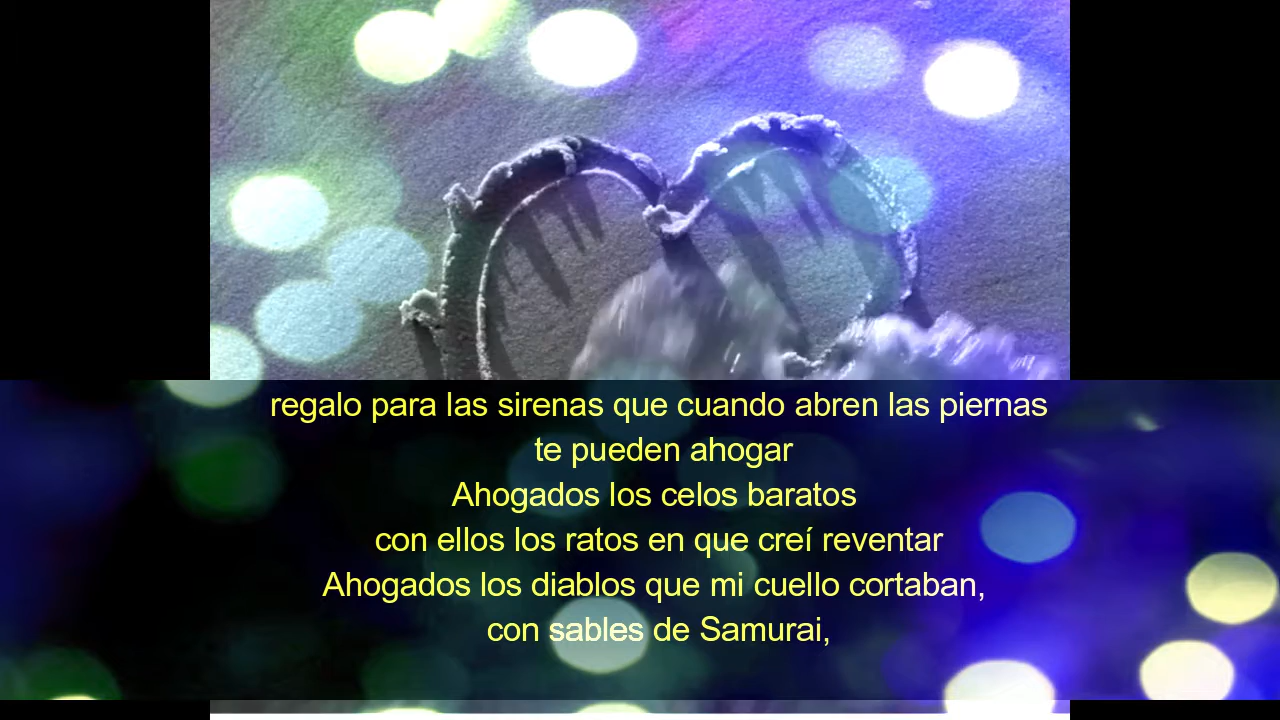 regalo para las sirenas que cuando abren las piernas
te pueden ahogar
Ahogados los celos baratos
con ellos los ratos en que creí reventar
Ahogados los diablos que mi cuello cortaban,
con sables de Samurai,